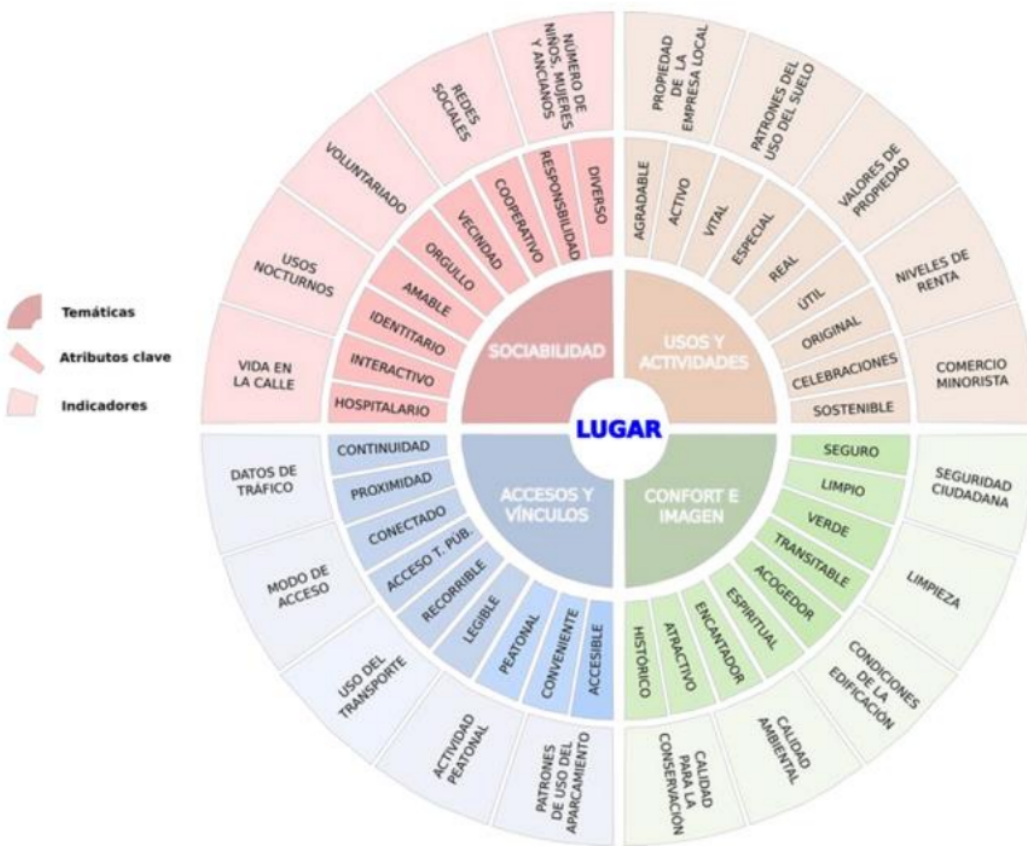 Temáticas
Atributos clave
Indicadores
LUGAR
SOCIABILIDAD
USOS Y
ACTIVIDADES
CONFORT E
IMAGEN
ACCESOS Y
VÍNCULOS
HOSPITALARIO
INTERACTIVO
IDENTITARIO
AMABLE
ORGULLO
VECINDAD
COOPERATIVO
RESPONSBILIDAD
DIVERSO
VIDA EN
LA CALLE
USOS
NOCTURNOS
VOLUNTARIADO
REDES
SOCIALES
NÚMERO DE
NIÑOS, MUJERES
Y ANCIANOS
AGRADABLE
ACTIVO
VITAL
ESPECIAL
REAL
ÚTIL
ORIGINAL
CELEBRACIONES
SOSTENIBLE
PROPIEDAD
DE LA
EMPRESA LOCAL
PATRONES DEL
USO DEL SUELO
VALORES DE
PROPIEDAD
NIVELES DE
RENTA
COMERCIO
MINORISTA
SEGURO
LIMPIO
VERDE
TRANSITABLE
ACOGEDOR
ESPIRITUAL
ENCANTADOR
ATRACTIVO
HISTÓRICO
SEGURIDAD
CIUDADANA
LIMPIEZA
CONDICIONES
DE LA
EDIFICACIÓN
CALIDAD
AMBIENTAL
CALIDAD
PARA LA
CONSERVACIÓN
CONTINUIDAD
PROXIMIDAD
CONECTADO
ACCESO T. PÚB.
RECORRIBLE
LEGIBLE
PEATONAL
CONVENIENTE
ACCESIBLE
DATOS DE
TRÁFICO
MODO DE
ACCESO
USO DEL
TRANSPORTE
ACTIVIDAD
PEATONAL
PATRONES
DE USO DEL
APARCAMIENTO